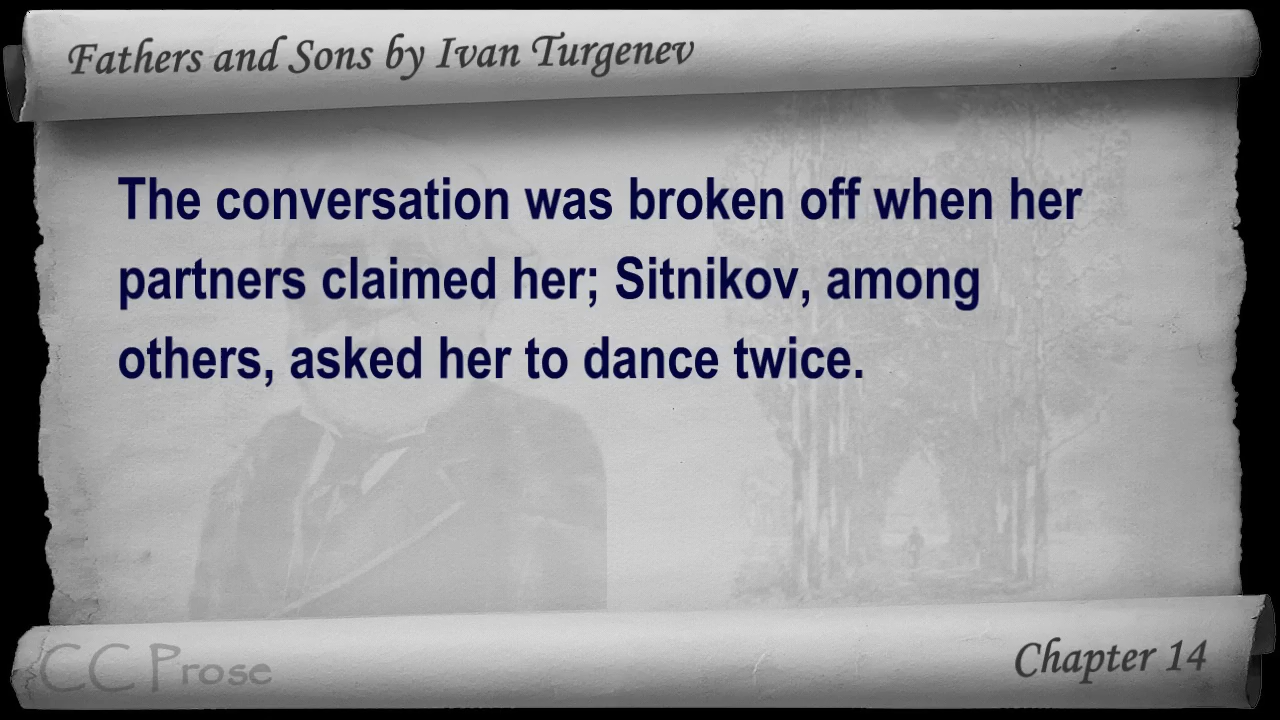 Fathers and Sons by Ivan Turgenev
The conversation was broken off when her
partners claimed her; Sitnikov, among
others, asked her to dance twice.
CC Prose
Chapter 14